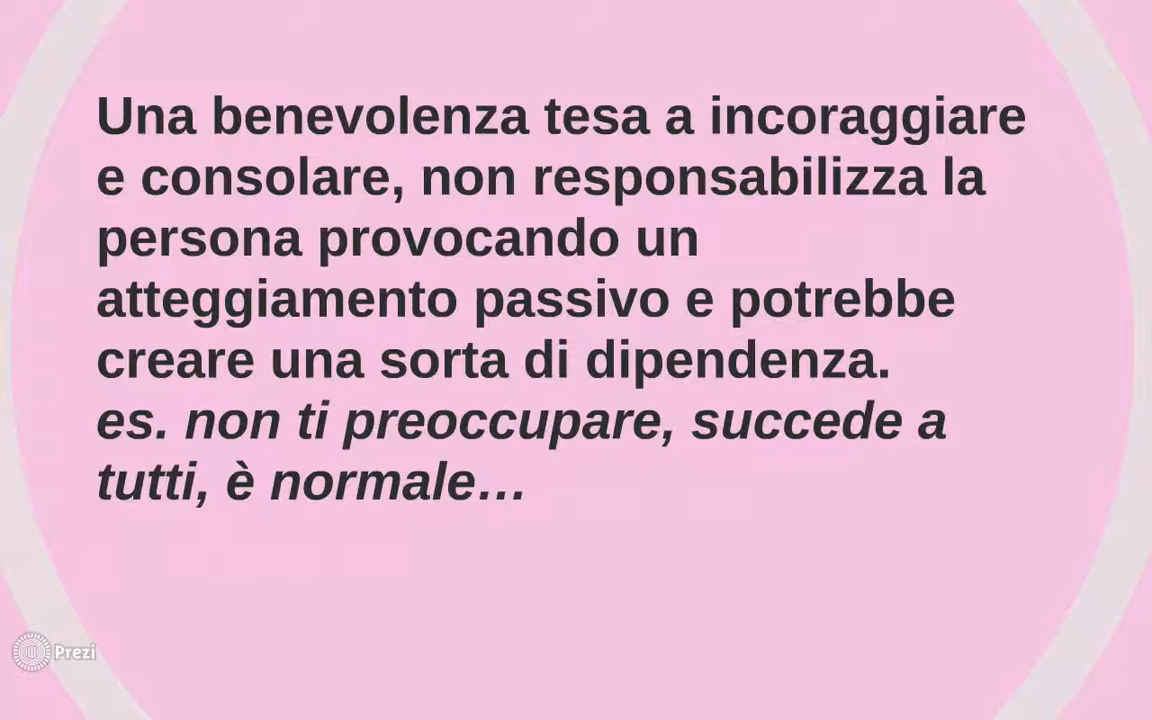 Una benevolenza tesa a incoraggiare
e consolare, non responsabilizza la
persona provocando un
atteggiamento passivo e potrebbe
creare una sorta di dipendenza.
es. non ti preoccupare, succede a
tutti, è normale…
Prezi